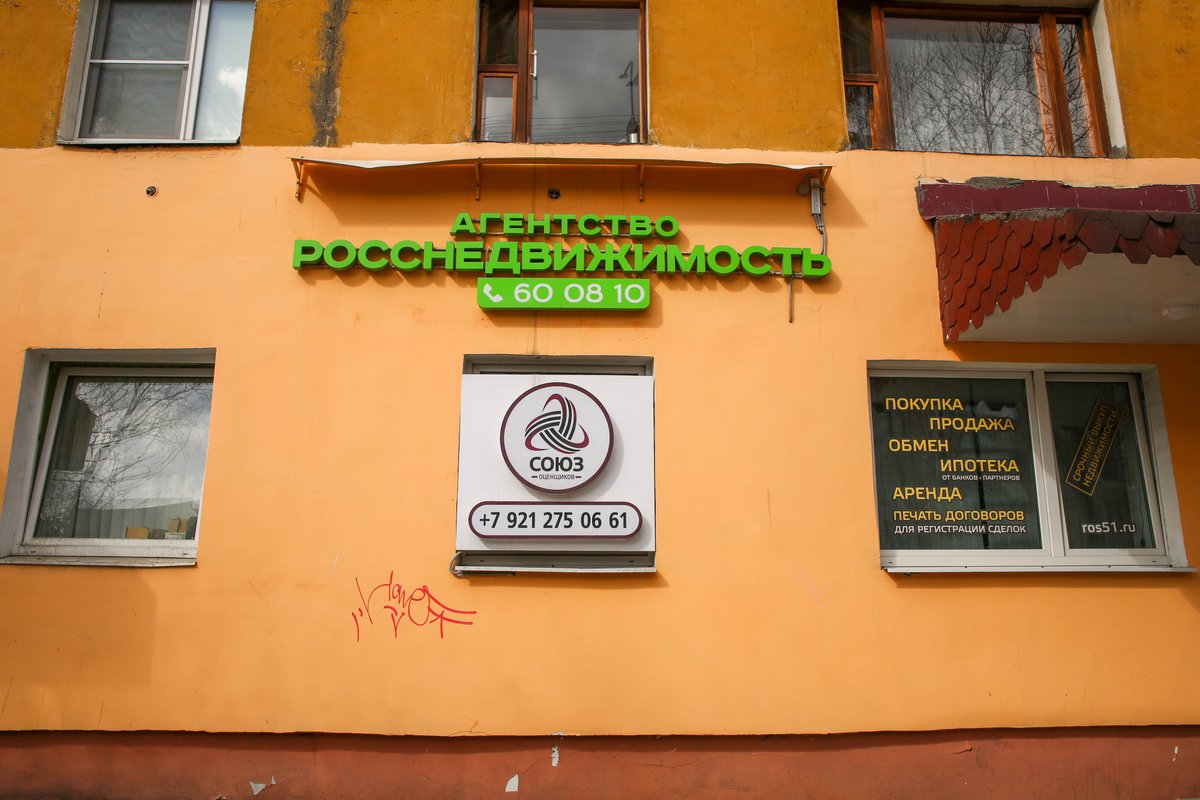 АГЕНТСТВО
РОССНЕДВИЖИМОСТЬ
60 08 10
СОЮЗ
ОЦЕНЩИКОВ
+7 921 275 06 61
ПОКУПКА
ПРОДАЖА
ОБМЕН
ИПОТЕКА
ОТ БАНКОВ-ПАРТНЕРОВ
АРЕНДА
ПЕЧАТЬ ДОГОВОРОВ
ДЛЯ РЕГИСТРАЦИИ СДЕЛОК
СРОЧНЫЙ ВЫКУП
НЕДВИЖИМОСТИ
ros51.ru